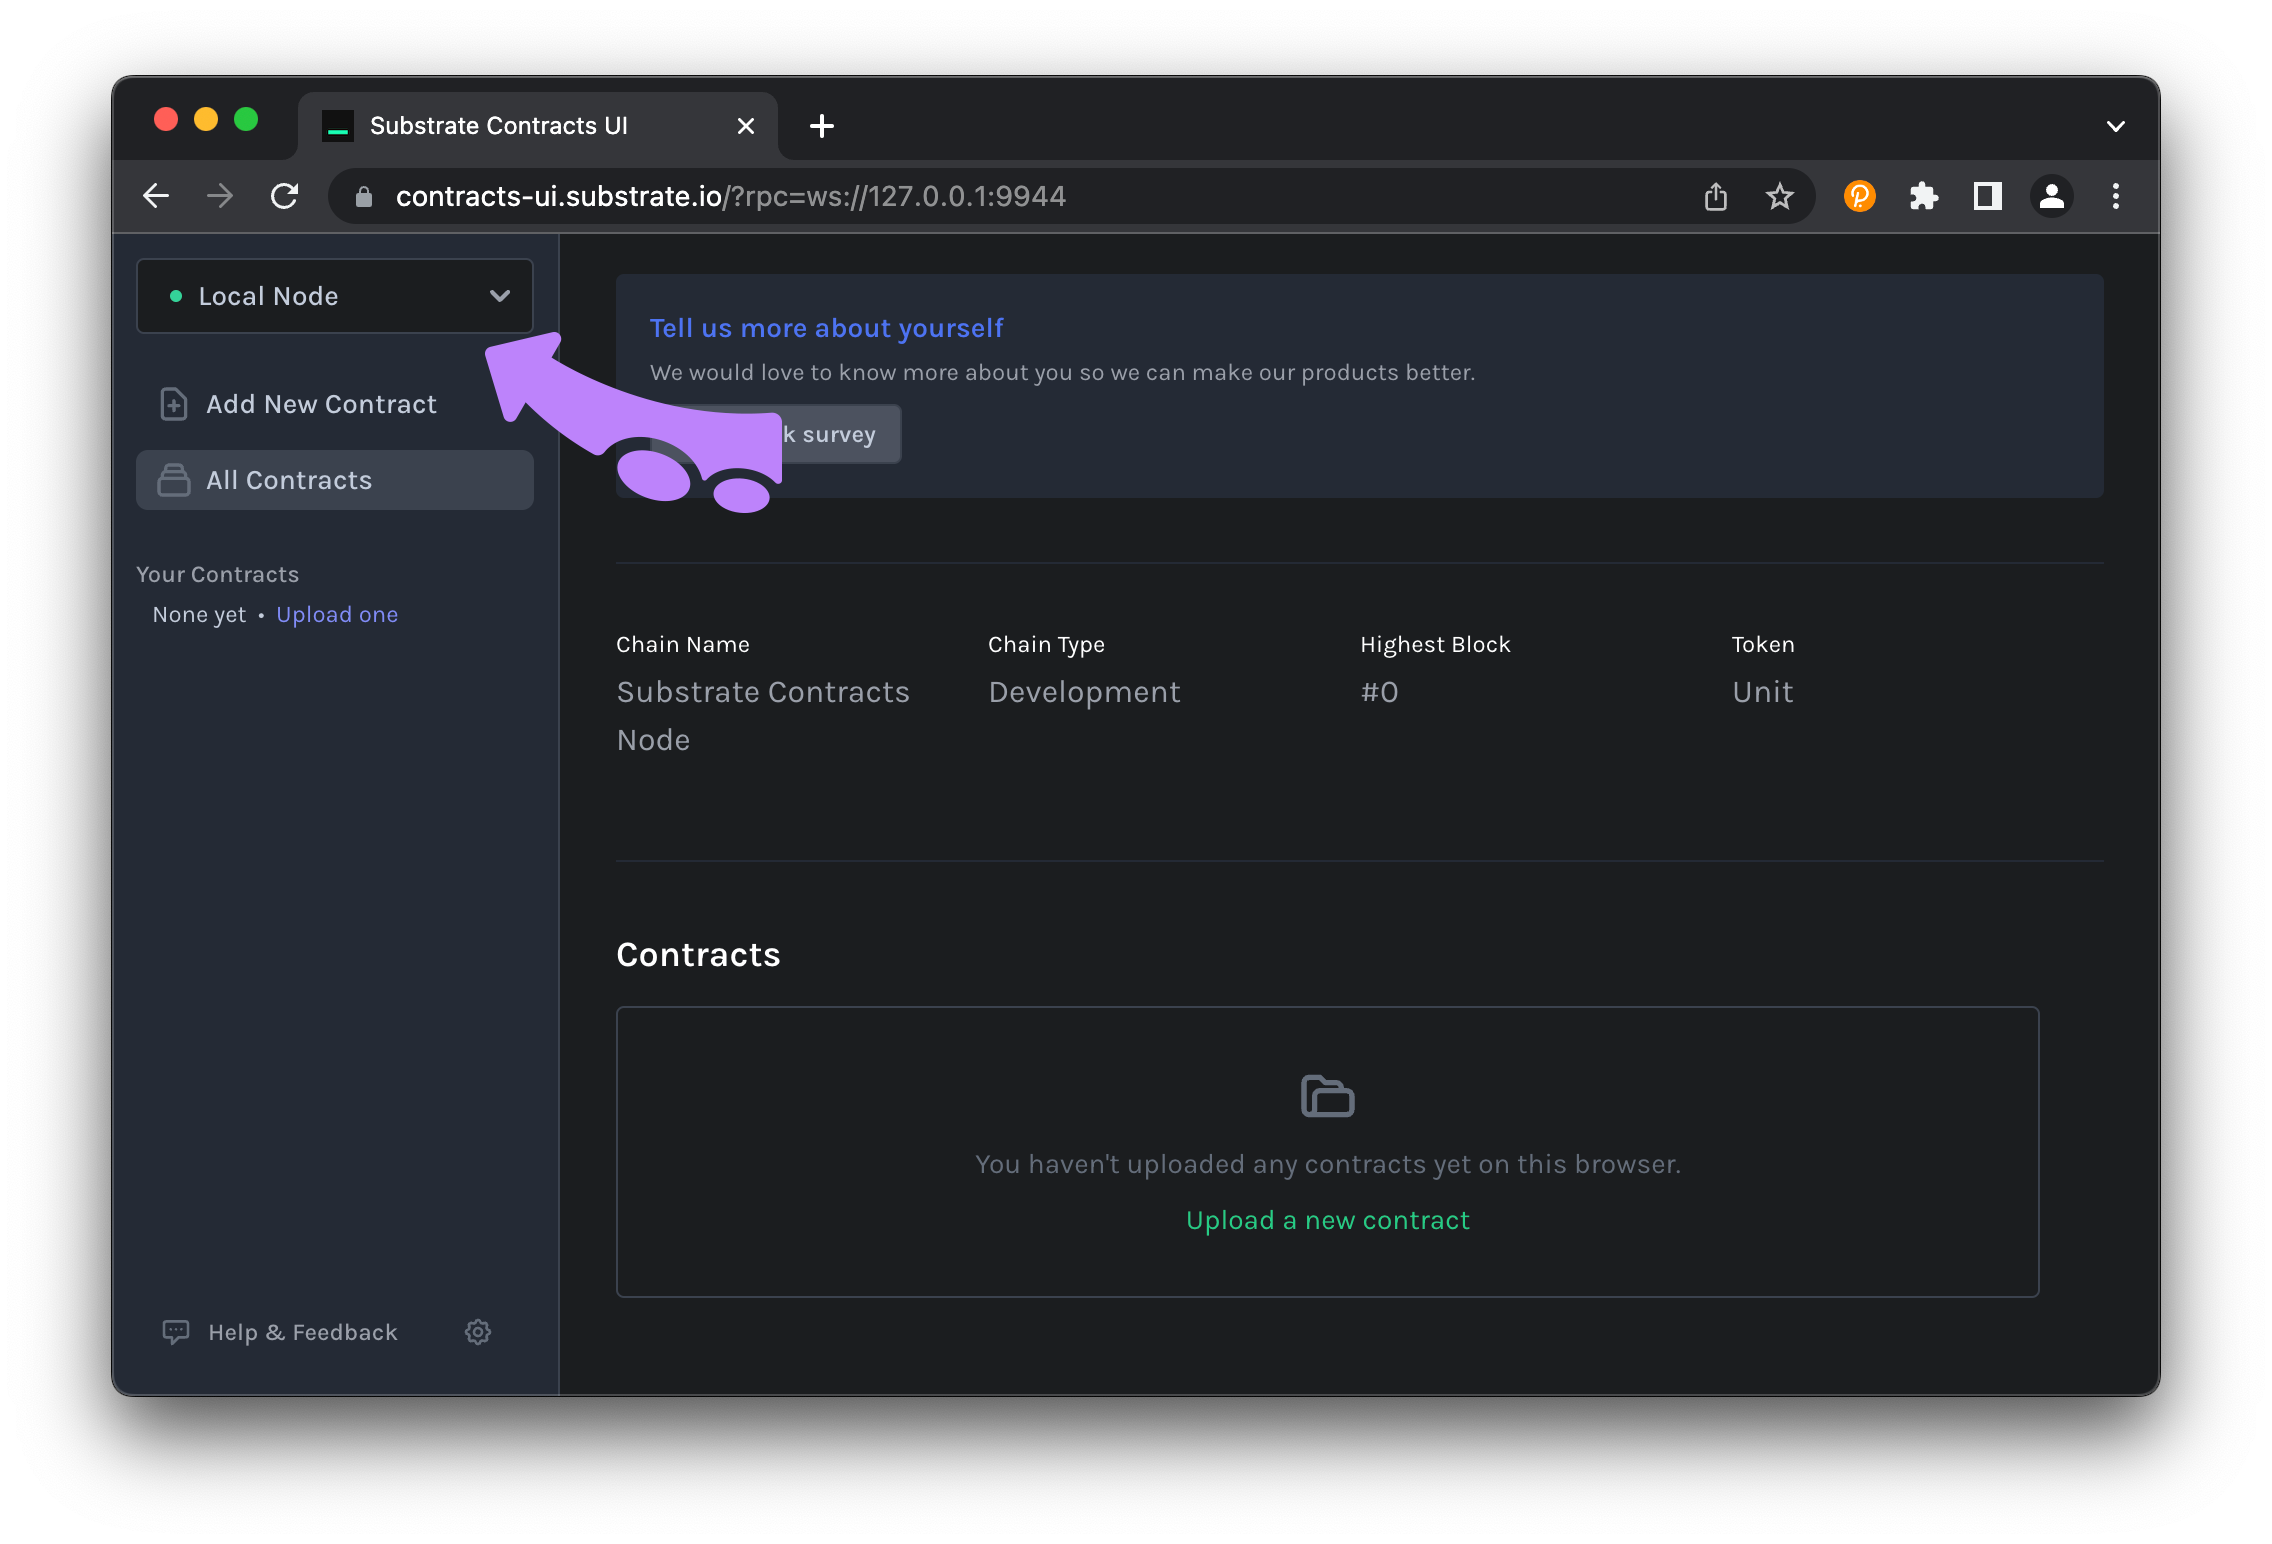 Substrate Contracts UI
contracts-ui.substrate.io/?rpc=ws://127.0.0.1:9944
Local Node
Add New Contract
All Contracts
Your Contracts
None yet • Upload one
Help & Feedback
Tell us more about yourself
We would love to know more about you so we can make our products better.
survey
Chain Name
Substrate Contracts
Node
Chain Type
Development
Highest Block
#0
Token
Unit
Contracts
You haven't uploaded any contracts yet on this browser.
Upload a new contract